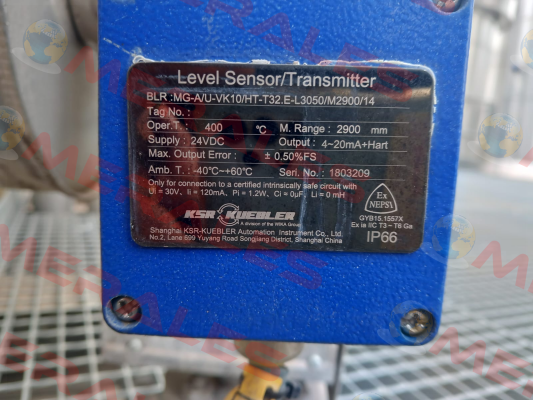 Level Sensor/Transmitter
BLR :MG-A/U-VK10/HT-T32.E-L3050/M2900/14
Tag No. :
Oper.T. : 400 °C M. Range : 2900 mm
Supply : 24VDC Output : 4~20mA+Hart
Max. Output Error : ± 0.50%FS
Amb. T. : -40°C~+60°C Seri. No. : 1803209
Only for connection to a certified intrinsically safe circuit with
Ui = 30V, Ii = 120mA, Pi = 1.2W, Ci = 0μF, Li = 0 mH
Ex
NEPSI
GYB15.1557X
Ex ia IIC T3~T6 Ga
IP66
KSR KUEBLER
A division of the WIKA Group
Shanghai KSR-KUEBLER Automation Instrument Co., Ltd.
No.2, Lane 699 Yuyang Road Songjiang District, Shanghai China
MERALES